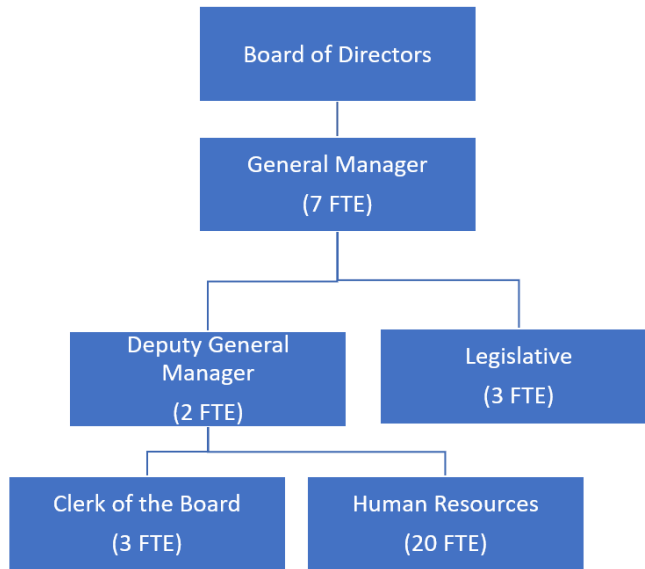 Board of Directors
General Manager
(7 FTE)
Deputy General
Manager
(2 FTE)
Legislative
(3 FTE)
Clerk of the Board
(3 FTE)
Human Resources
(20 FTE)